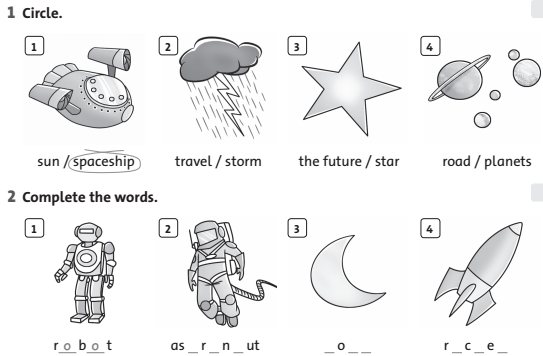 1 Circle.
1 2 3 4
sun / spaceship travel / storm the future / star road / planets
2 Complete the words.
1 2 3 4
r o b o t as _ r _ n _ ut _ o _ _ r _ c _ e _